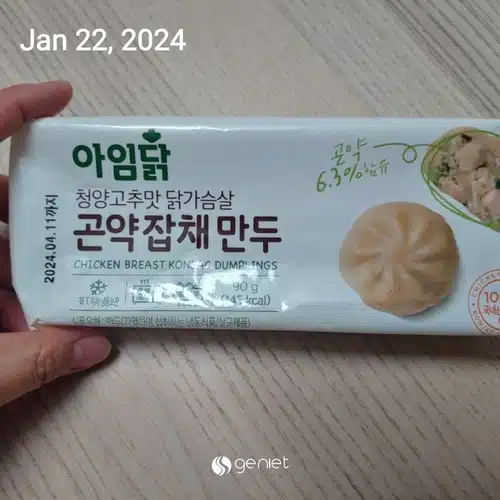 Jan 22, 2024
아임닭
곤약
6.3% 함유
청양고추맛 닭가슴살
곤약잡채만두
CHICKEN BREAST KONJAC DUMPLINGS
90 g
(145 kcal)
2024.04.11까지
10
geniet